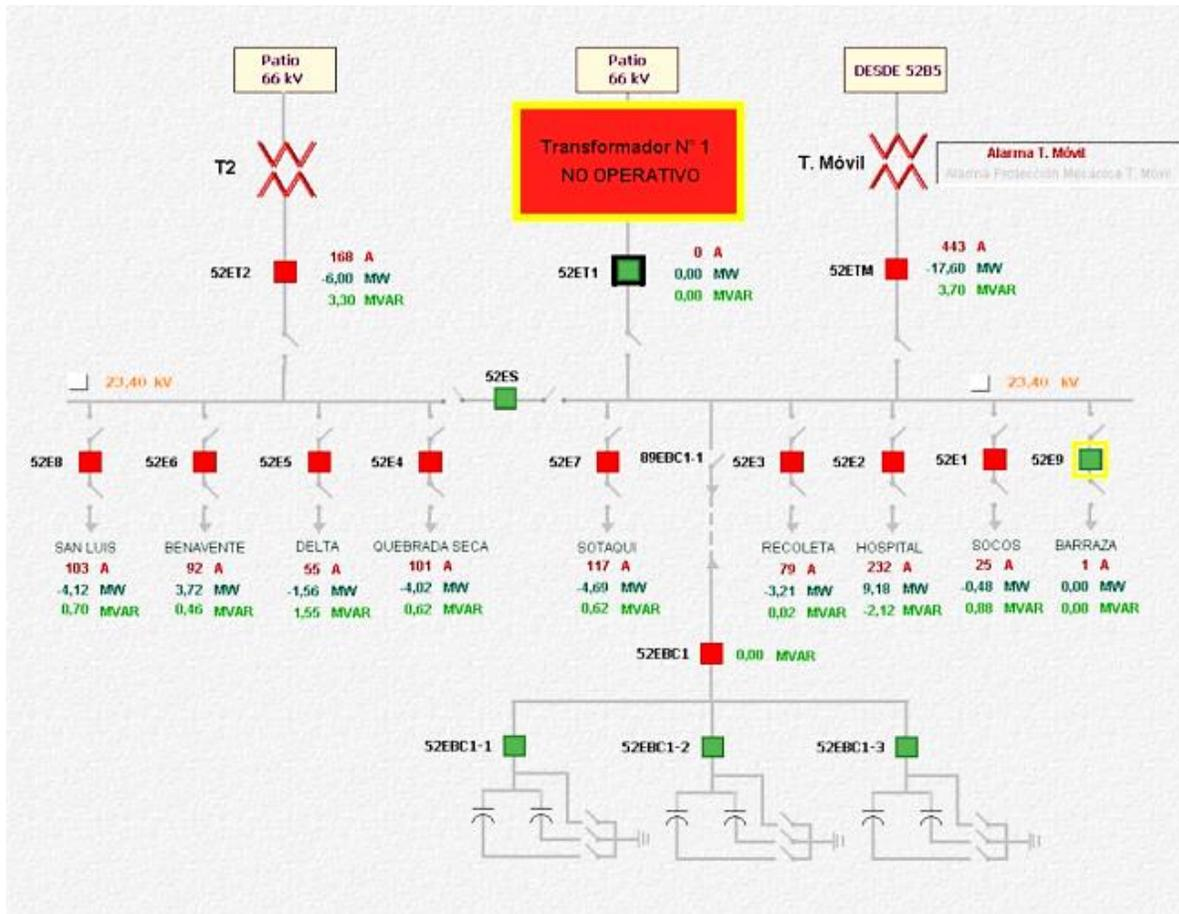 Patio
66 kV
Patio
66 kV
DESDE 52B5
Transformador N° 1
NO OPERATIVO
T2
T. Móvil
Alarma T. Móvil
Alarma Protección Mecánica T. Móvil
52ET2
168 A
-6,00 MW
3,30 MVAR
52ET1
0 A
0,00 MW
0,00 MVAR
52ETM
443 A
-17,60 MW
3,70 MVAR
23,40 kV
52ES
23,40 kV
52E8
52E6
52E5
52E4
52E7
89EBC1-1
52E3
52E2
52E1
52E9
SAN LUIS
103 A
-4,12 MW
0,70 MVAR
BENAVENTE
92 A
3,72 MW
0,46 MVAR
DELTA
55 A
-1,56 MW
1,55 MVAR
QUEBRADA SECA
101 A
-4,02 MW
0,62 MVAR
SOTAQUI
117 A
-4,69 MW
0,62 MVAR
RECOLETA
79 A
-3,21 MW
0,02 MVAR
HOSPITAL
232 A
9,18 MW
-2,12 MVAR
SOCOS
25 A
-0,48 MW
0,88 MVAR
BARRAZA
1 A
0,00 MW
0,00 MVAR
52EBC1
0,00 MVAR
52EBC1-1
52EBC1-2
52EBC1-3